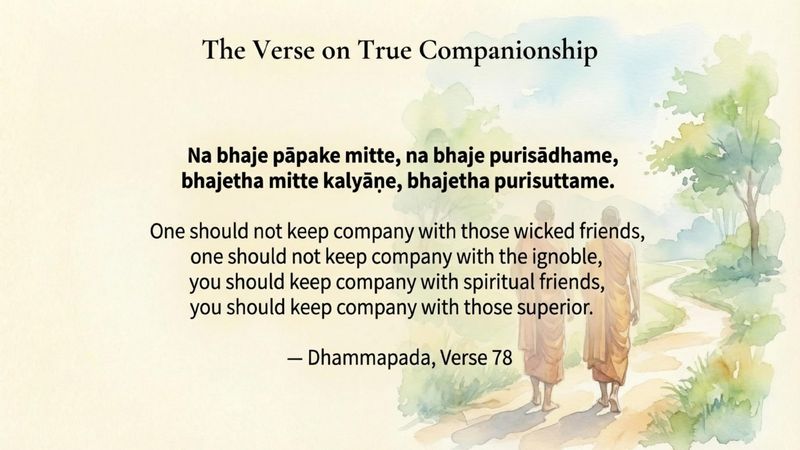 The Verse on True Companionship
Na bhaje pāpake mitte, na bhaje purisādhame,
bhajetha mitte kalyāṇe, bhajetha purisuttame.
One should not keep company with those wicked friends,
one should not keep company with the ignoble,
you should keep company with spiritual friends,
you should keep company with those superior.
— Dhammapada, Verse 78